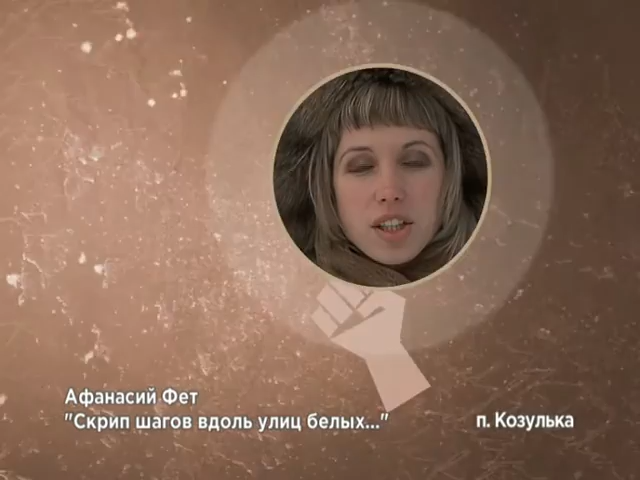 Афанасий Фет
"Скрип шагов вдоль улиц белых..."
п. Козулька